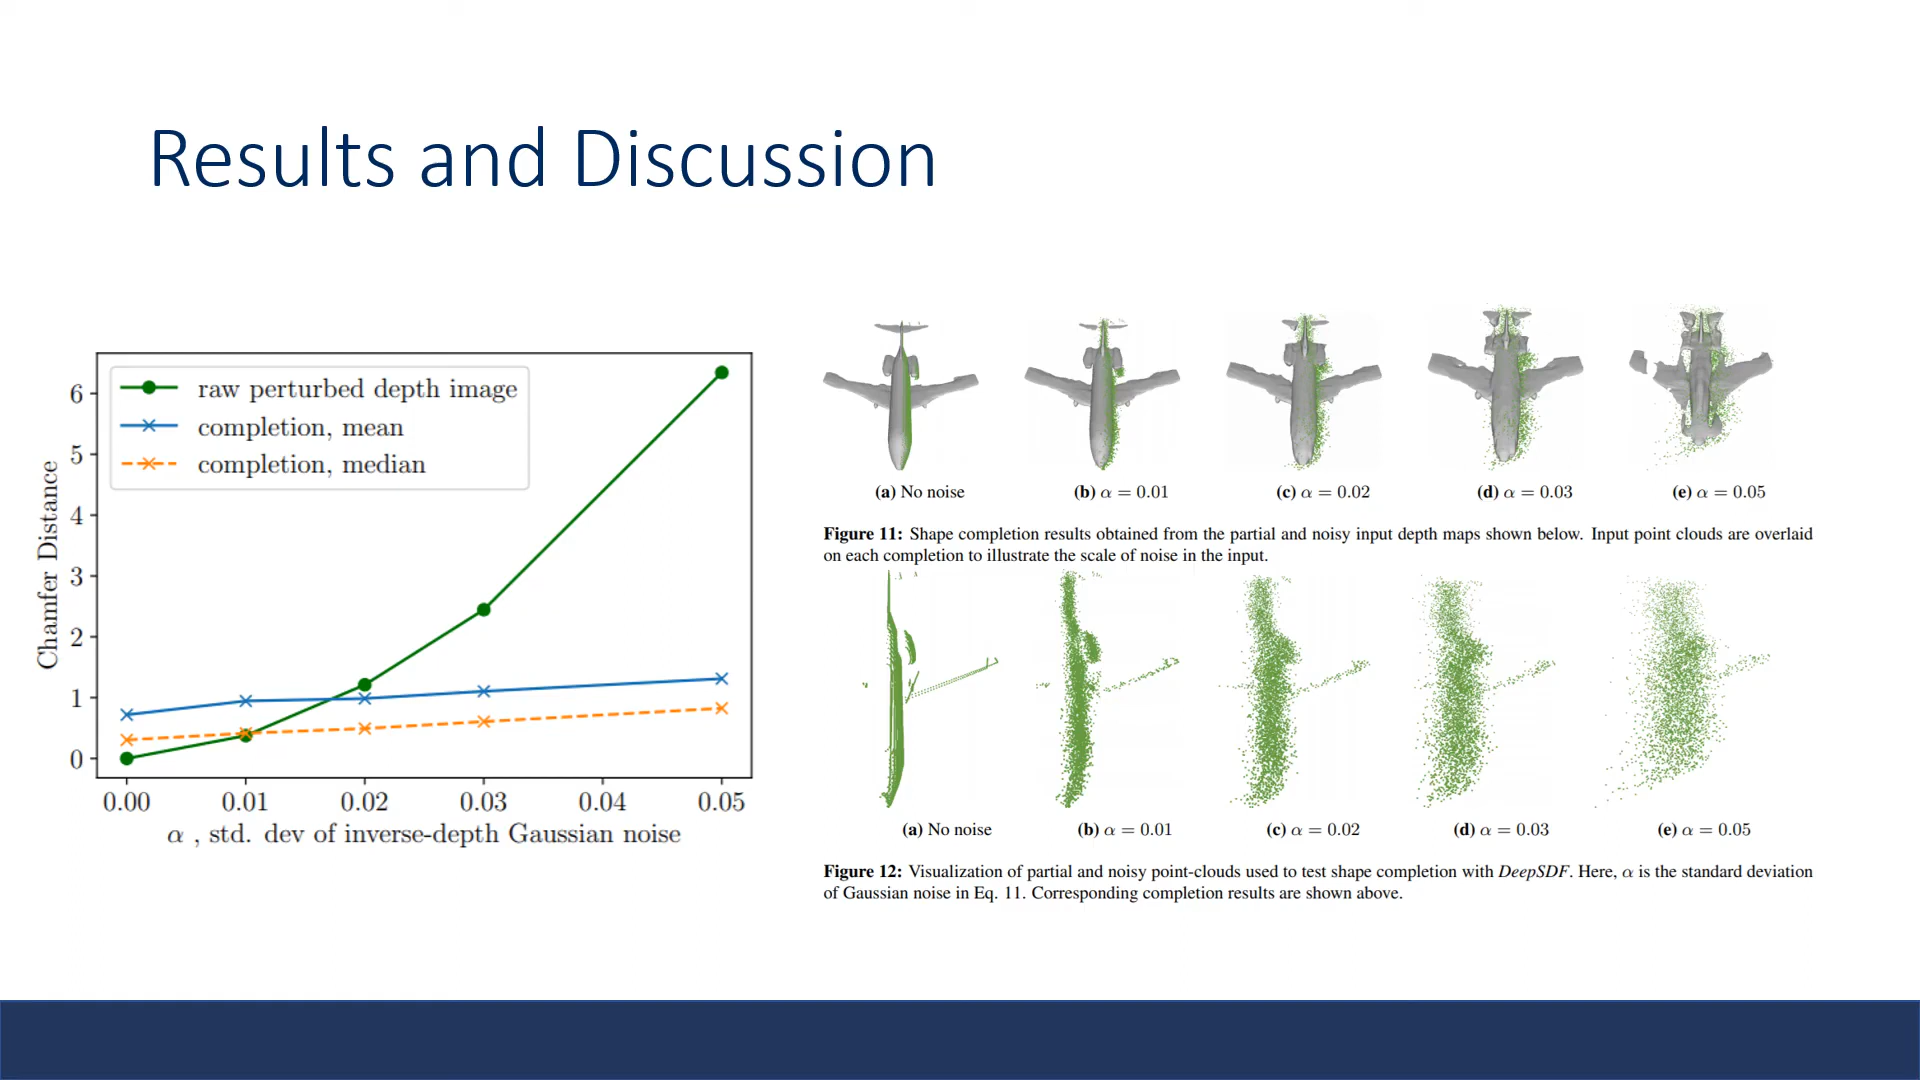 Results and Discussion
raw perturbed depth image
completion, mean
completion, median
Chamfer Distance
6
5
4
3
2
1
0
0.00 0.01 0.02 0.03 0.04 0.05
α , std. dev of inverse-depth Gaussian noise
(a) No noise (b) α = 0.01 (c) α = 0.02 (d) α = 0.03 (e) α = 0.05
Figure 11: Shape completion results obtained from the partial and noisy input depth maps shown below. Input point clouds are overlaid
on each completion to illustrate the scale of noise in the input.
(a) No noise (b) α = 0.01 (c) α = 0.02 (d) α = 0.03 (e) α = 0.05
Figure 12: Visualization of partial and noisy point-clouds used to test shape completion with DeepSDF. Here, α is the standard deviation
of Gaussian noise in Eq. 11. Corresponding completion results are shown above.